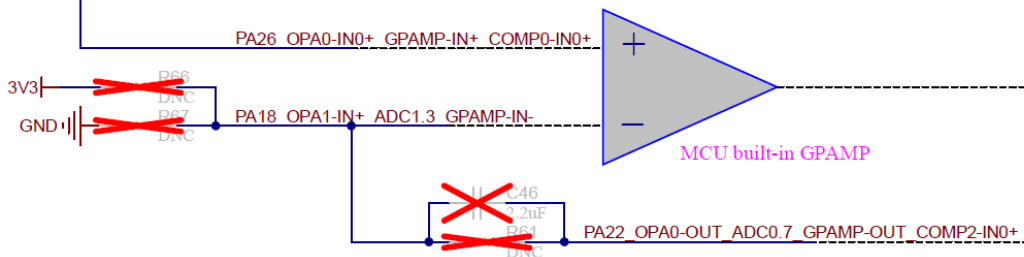 PA26_OPA0-IN0+_GPAMP-IN+_COMP0-IN0+
+
3V3
R66
DNC
GND
R67
DNC
PA18_OPA1-IN+_ADC1.3_GPAMP-IN-
−
MCU built-in GPAMP
C46
2.2uF
R61
DNC
PA22_OPA0-OUT_ADC0.7_GPAMP-OUT_COMP2-IN0+